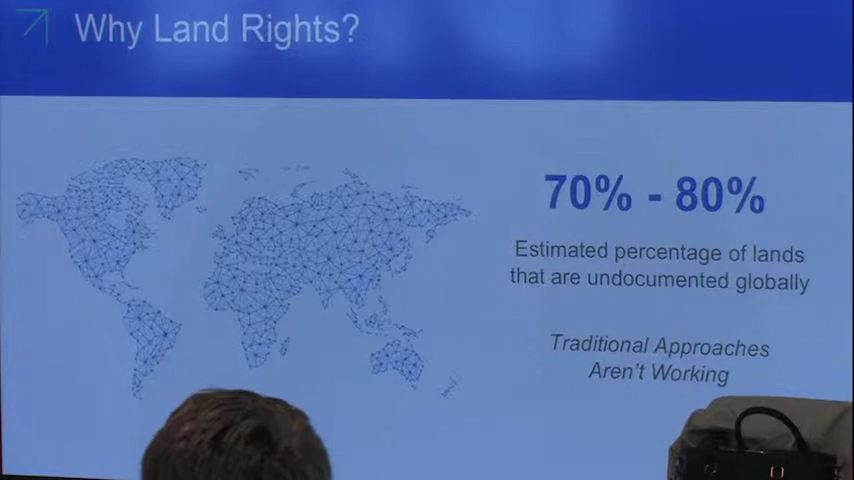 Why Land Rights?
70% - 80%
Estimated percentage of lands
that are undocumented globally
Traditional Approaches
Aren't Working